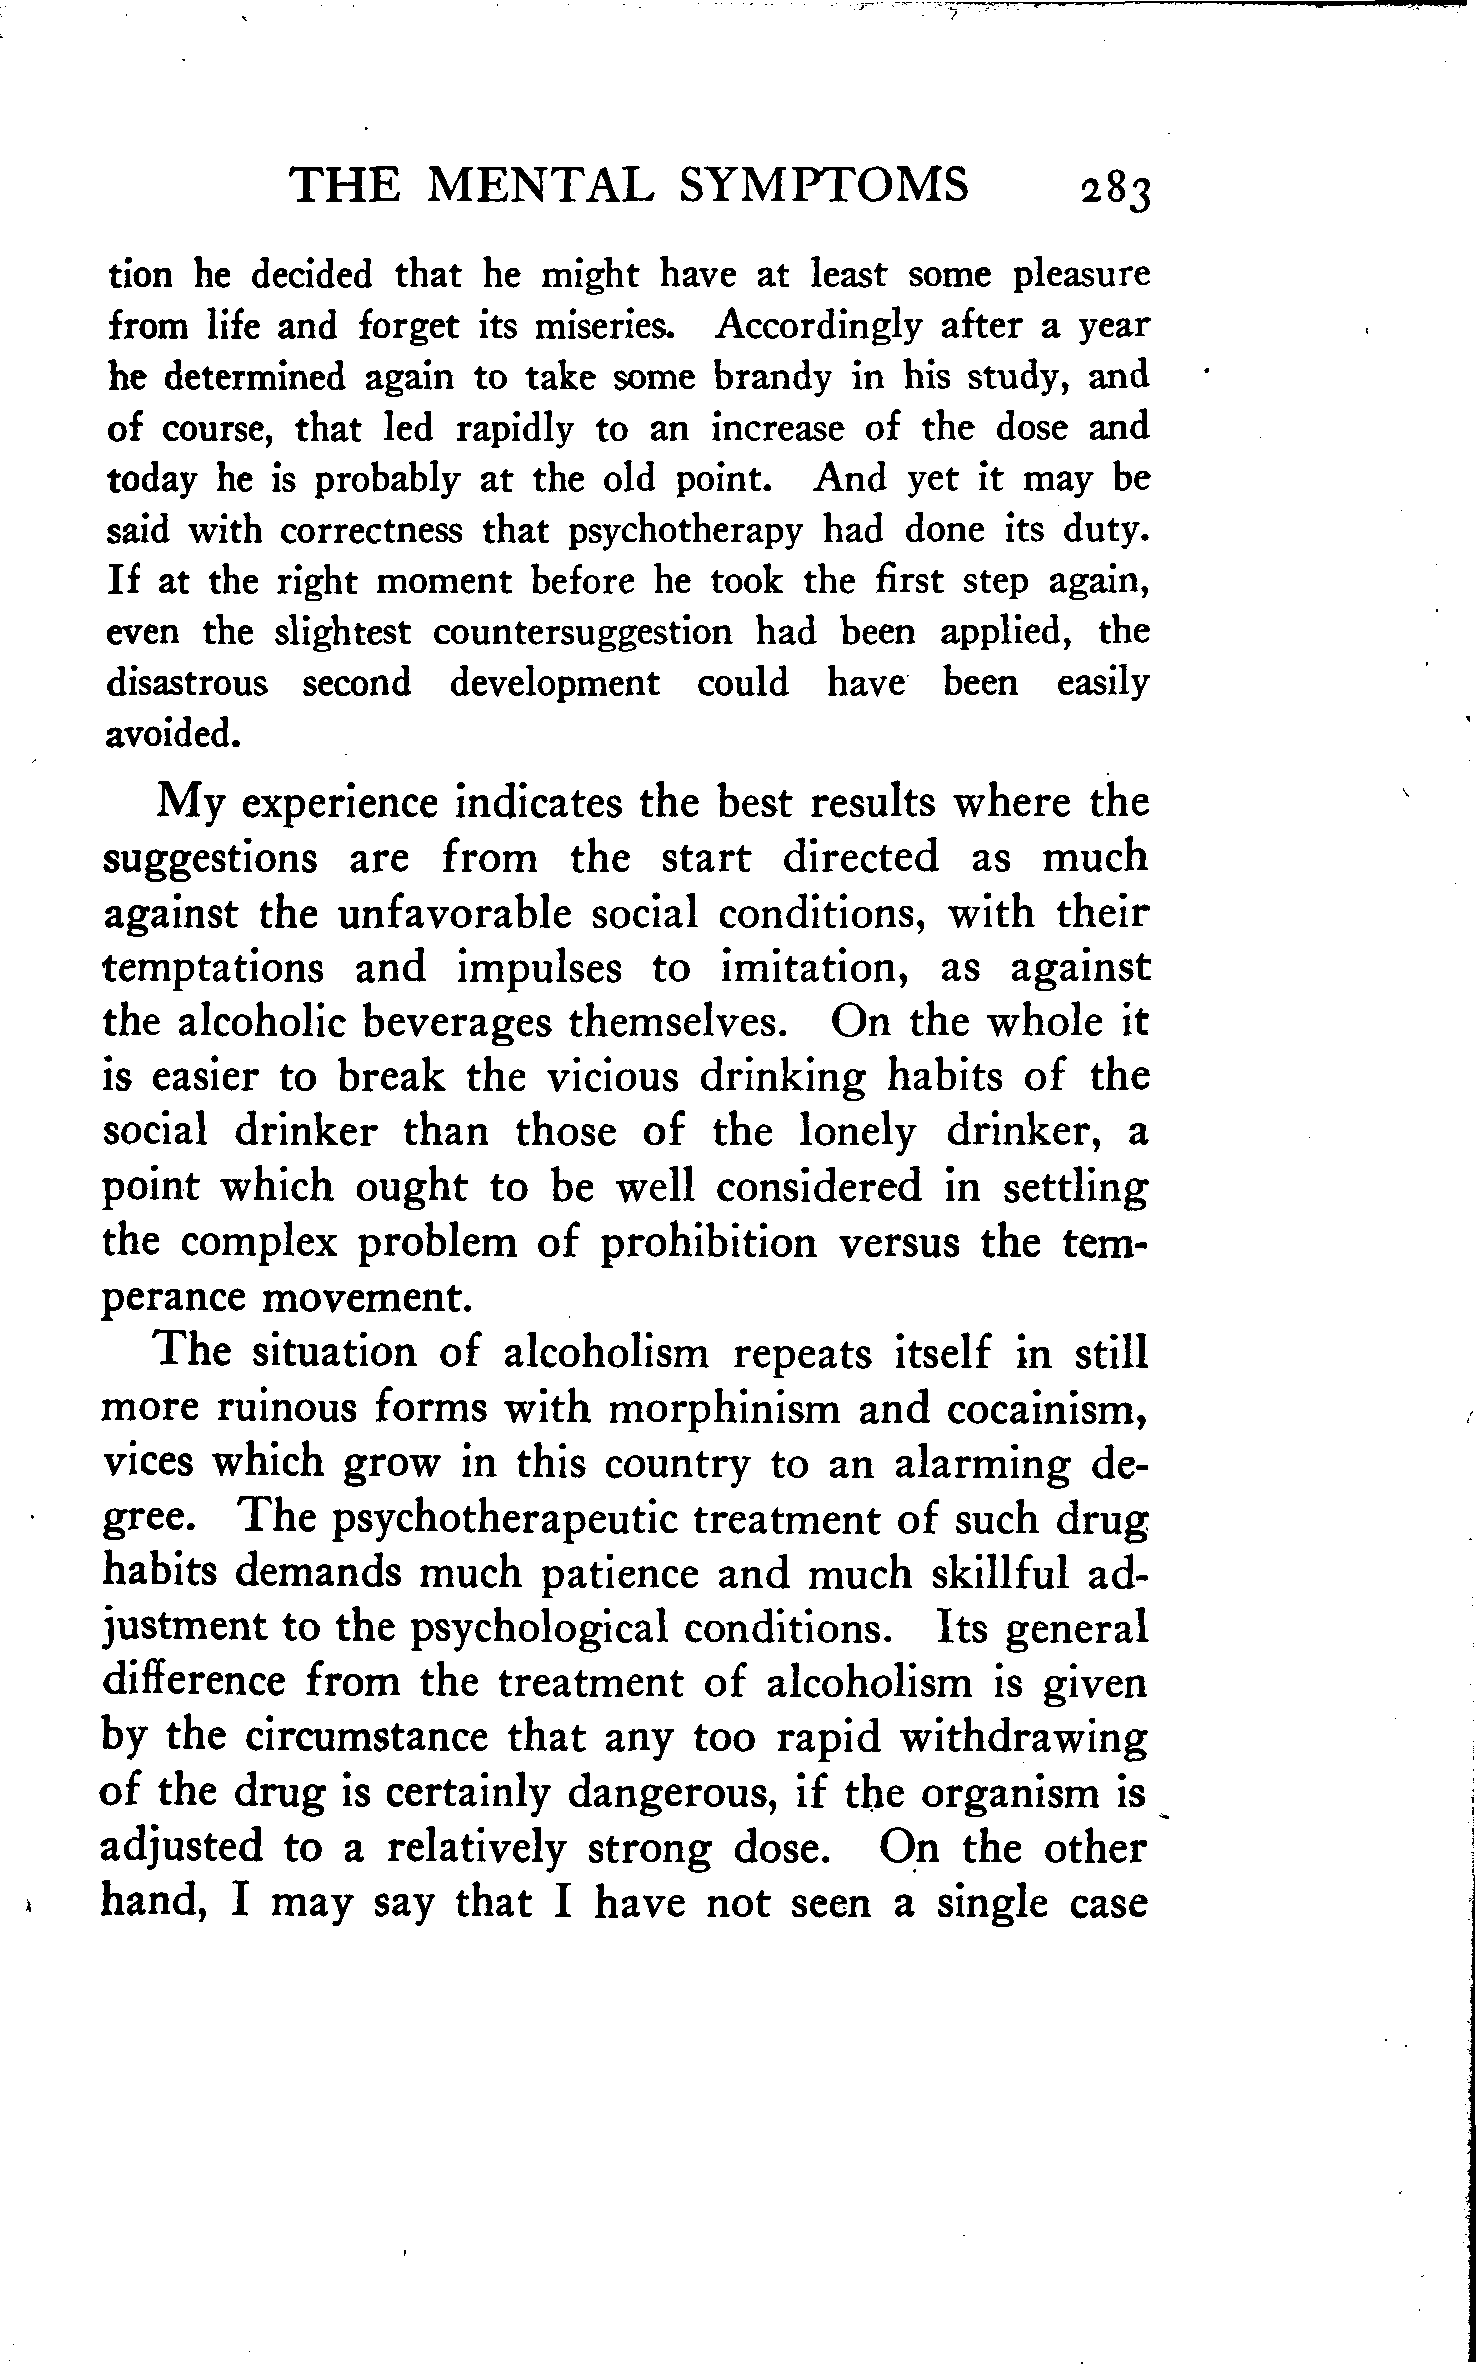 THE MENTAL SYMPTOMS 283
tion he decided that he might have at least some pleasure
from life and forget its miseries. Accordingly after a year
he determined again to take some brandy in his study, and
of course, that led rapidly to an increase of the dose and
today he is probably at the old point. And yet it may be
said with correctness that psychotherapy had done its duty.
If at the right moment before he took the first step again,
even the slightest countersuggestion had been applied, the
disastrous second development could have been easily
avoided.
My experience indicates the best results where the
suggestions are from the start directed as much
against the unfavorable social conditions, with their
temptations and impulses to imitation, as against
the alcoholic beverages themselves. On the whole it
is easier to break the vicious drinking habits of the
social drinker than those of the lonely drinker, a
point which ought to be well considered in settling
the complex problem of prohibition versus the tem-
perance movement.
The situation of alcoholism repeats itself in still
more ruinous forms with morphinism and cocainism,
vices which grow in this country to an alarming de-
gree. The psychotherapeutic treatment of such drug
habits demands much patience and much skillful ad-
justment to the psychological conditions. Its general
difference from the treatment of alcoholism is given
by the circumstance that any too rapid withdrawing
of the drug is certainly dangerous, if the organism is
adjusted to a relatively strong dose. On the other
hand, I may say that I have not seen a single case